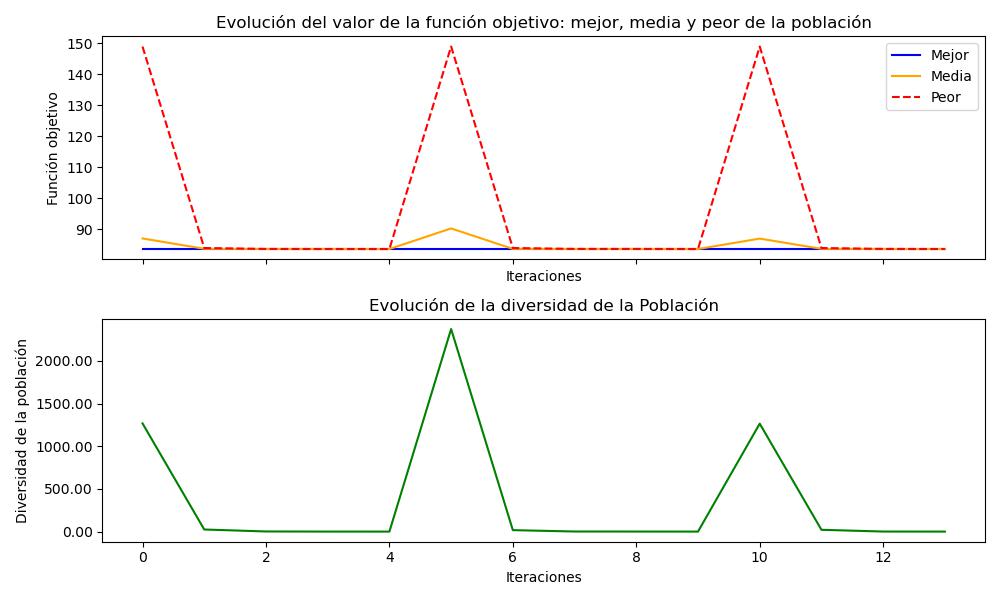 Evolución del valor de la función objetivo: mejor, media y peor de la población
150
140
130
120
110
100
90
Función objetivo
Mejor
Media
Peor
Iteraciones
Evolución de la diversidad de la Población
2000.00
1500.00
1000.00
500.00
0.00
Diversidad de la población
0 2 4 6 8 10 12
Iteraciones